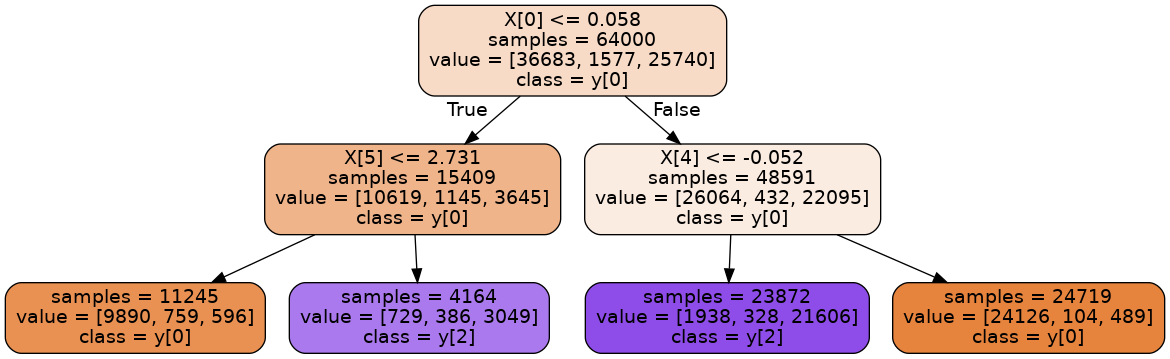 X[0] <= 0.058
samples = 64000
value = [36683, 1577, 25740]
class = y[0]
True
False
X[5] <= 2.731
samples = 15409
value = [10619, 1145, 3645]
class = y[0]
X[4] <= -0.052
samples = 48591
value = [26064, 432, 22095]
class = y[0]
samples = 11245
value = [9890, 759, 596]
class = y[0]
samples = 4164
value = [729, 386, 3049]
class = y[2]
samples = 23872
value = [1938, 328, 21606]
class = y[2]
samples = 24719
value = [24126, 104, 489]
class = y[0]